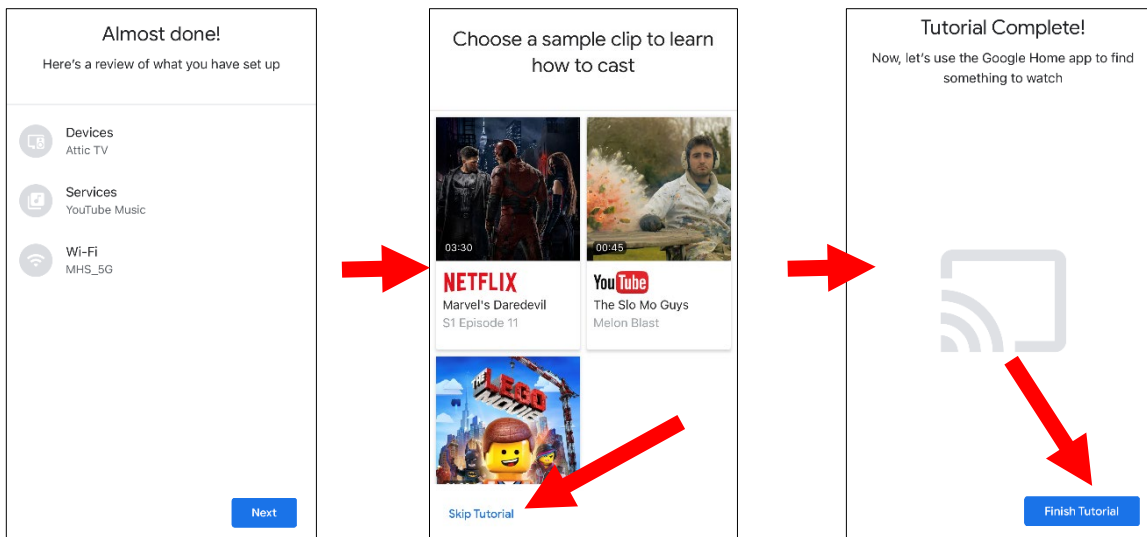 Almost done!
Here's a review of what you have set up
Devices
Attic TV
Services
YouTube Music
Wi-Fi
MHS_5G
Next
Choose a sample clip to learn
how to cast
03:30
NETFLIX
Marvel's Daredevil
S1 Episode 11
00:45
YouTube
The Slo Mo Guys
Melon Blast
THE
LEGO
MOVIE
Skip Tutorial
Tutorial Complete!
Now, let's use the Google Home app to find
something to watch
Finish Tutorial